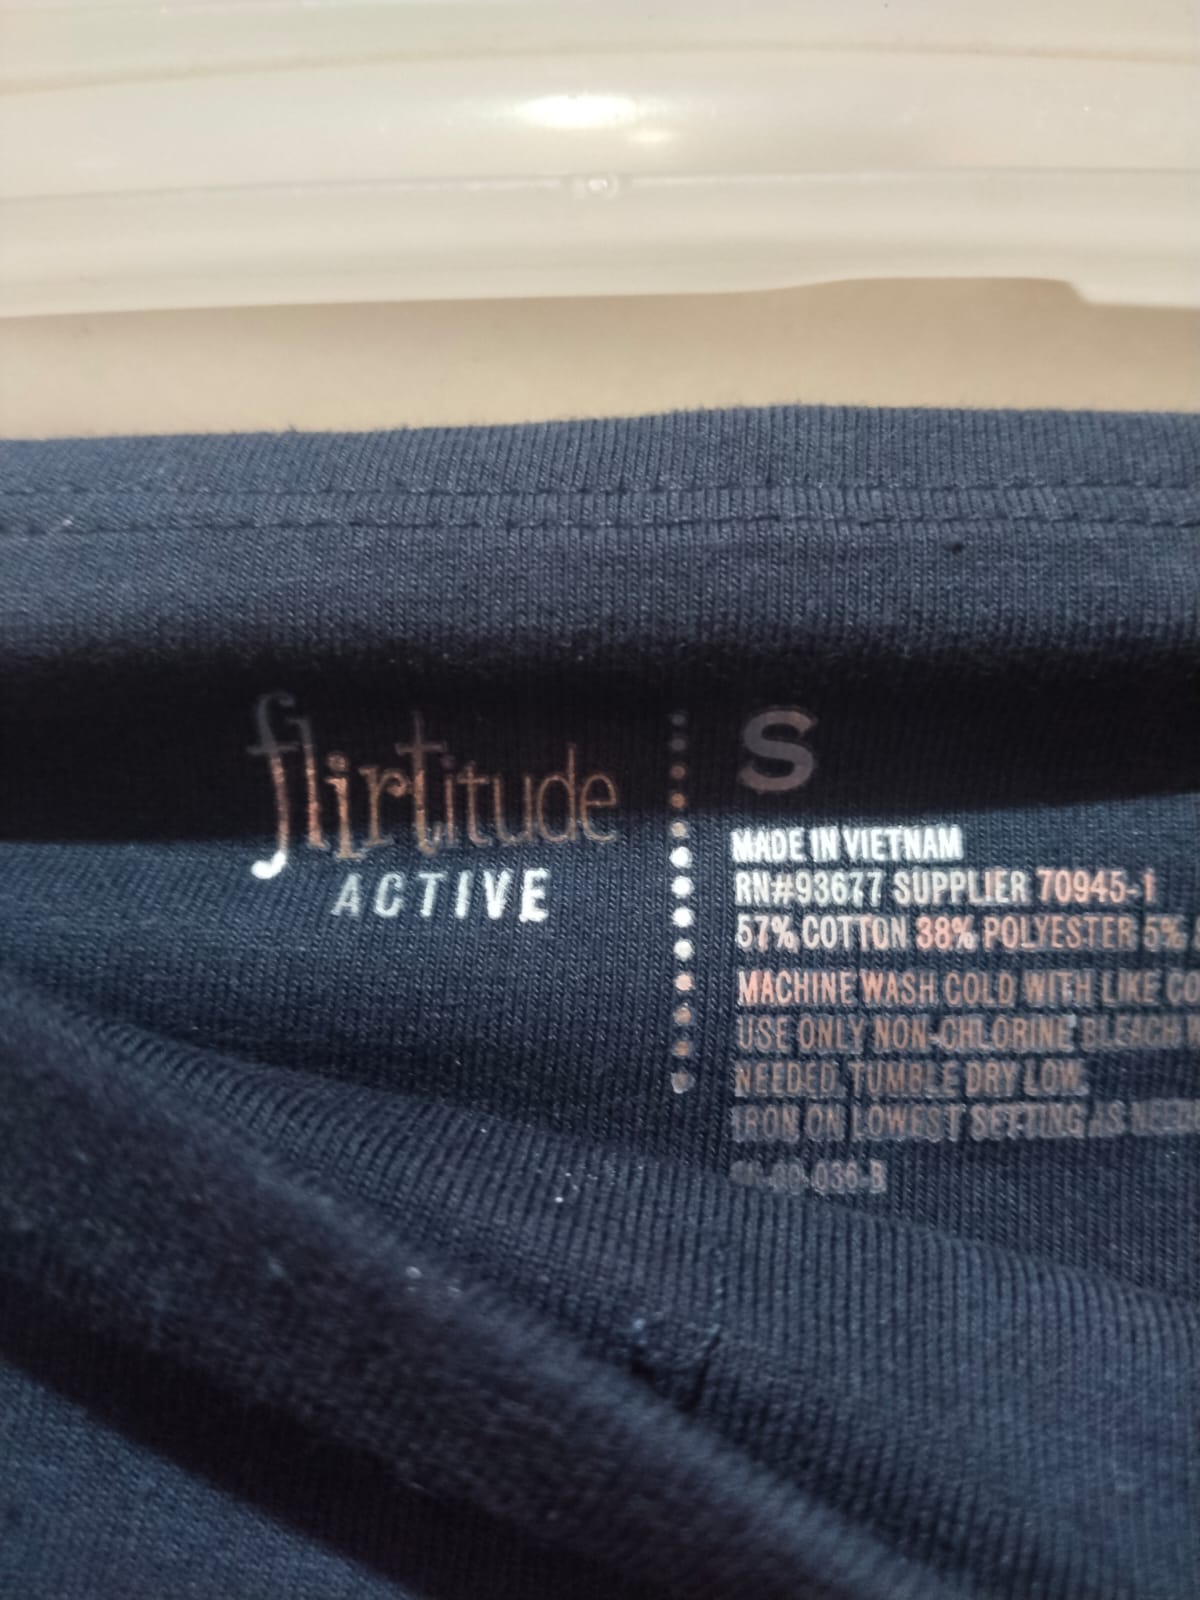 flirtitude
ACTIVE
S
MADE IN VIETNAM
RN#93677 SUPPLIER 70945-1
57% COTTON 38% POLYESTER 5%
MACHINE WASH COLD WITH LIKE
USE ONLY NON-CHLORINE BLEACH
NEEDED. TUMBLE DRY LOW.
IRON ON LOWEST SETTING AS